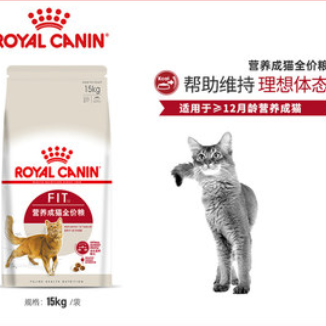 ROYAL CANIN
营养成猫全价粮
帮助维持 理想体态
适用于≥12月龄营养成猫
15kg
ROYAL CANIN
FIT
营养成猫全价粮
规格：15kg /袋